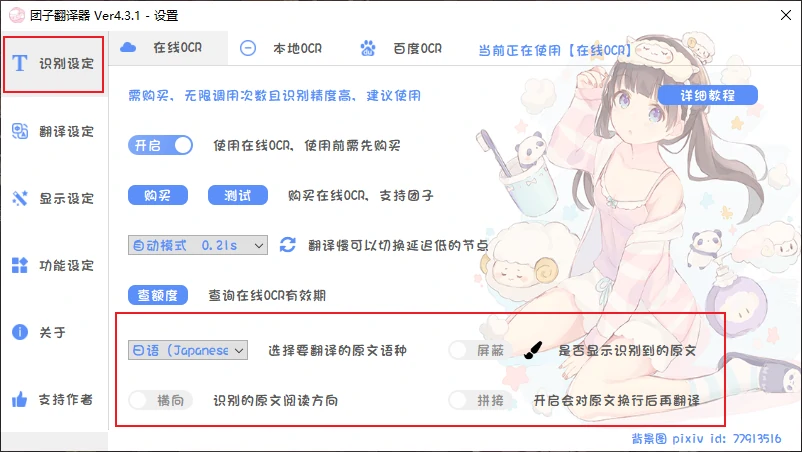 团子翻译器 Ver4.3.1 - 设置
识别设定
翻译设定
显示设定
功能设定
关于
支持作者
在线OCR 本地OCR 百度OCR 当前正在使用【在线OCR】
需购买、无限调用次数且识别精度高、建议使用 详细教程
开启 使用在线OCR、使用前需先购买
购买 测试 购买在线OCR、支持团子
自动模式 0.21s 翻译慢可以切换延迟低的节点
查额度 查询在线OCR有效期
日语（Japanese 选择要翻译的原文语种 屏蔽 是否显示识别到的原文
横向 识别的原文阅读方向 拼接 开启会对原文换行后再翻译
背景图 pixiv id: 77913516